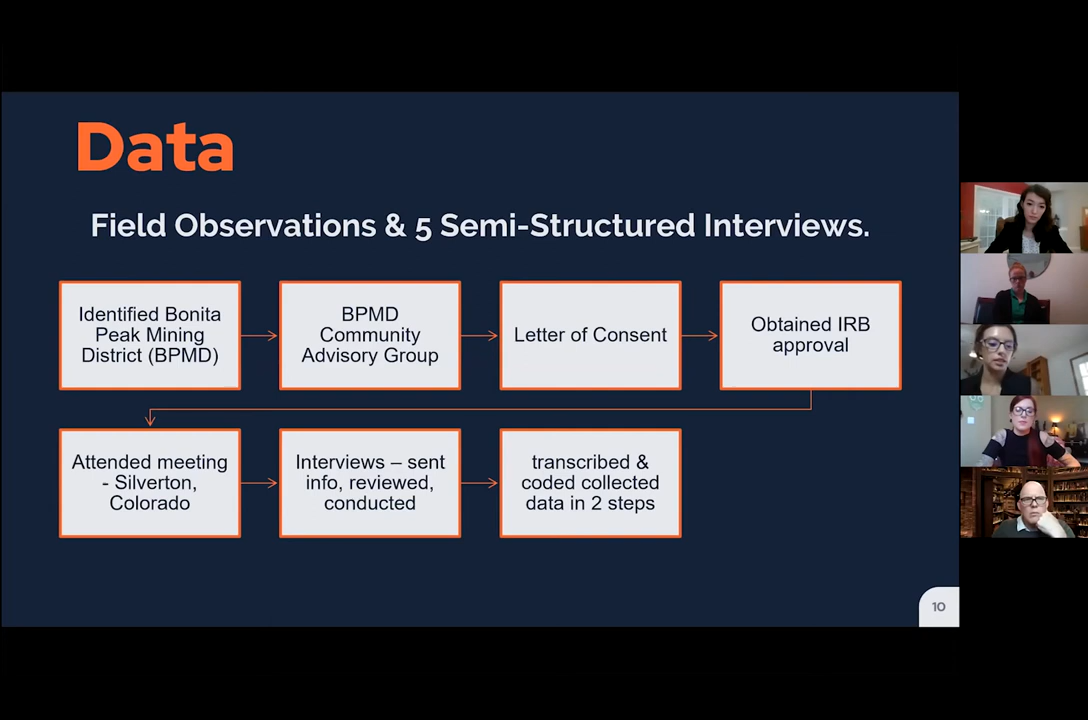 Data
Field Observations & 5 Semi-Structured Interviews.
Identified Bonita
Peak Mining
District (BPMD)
BPMD
Community
Advisory Group
Letter of Consent
Obtained IRB
approval
Attended meeting
- Silverton,
Colorado
Interviews – sent
info, reviewed,
conducted
transcribed &
coded collected
data in 2 steps
10